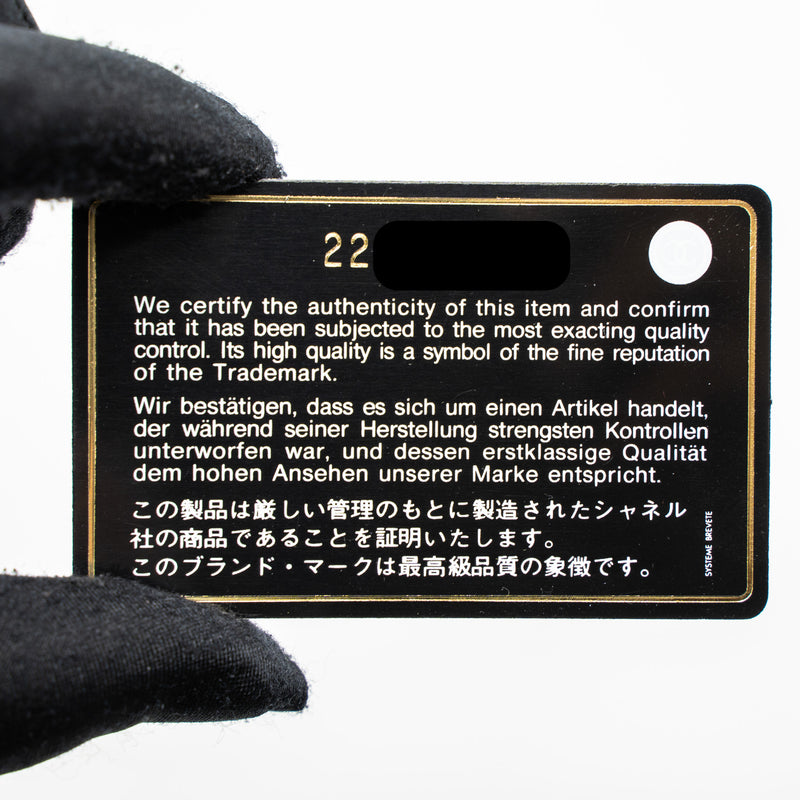 22
We certify the authenticity of this item and confirm
that it has been subjected to the most exacting quality
control. Its high quality is a symbol of the fine reputation
of the Trademark.
Wir bestätigen, dass es sich um einen Artikel handelt,
der während seiner Herstellung strengsten Kontrollen
unterworfen war, und dessen erstklassige Qualität
dem hohen Ansehen unserer Marke entspricht.
この製品は厳しい管理のもとに製造されたシャネル
社の商品であることを証明いたします。
このブランド・マークは最高級品質の象徴です。
SYSTEME BREVETE